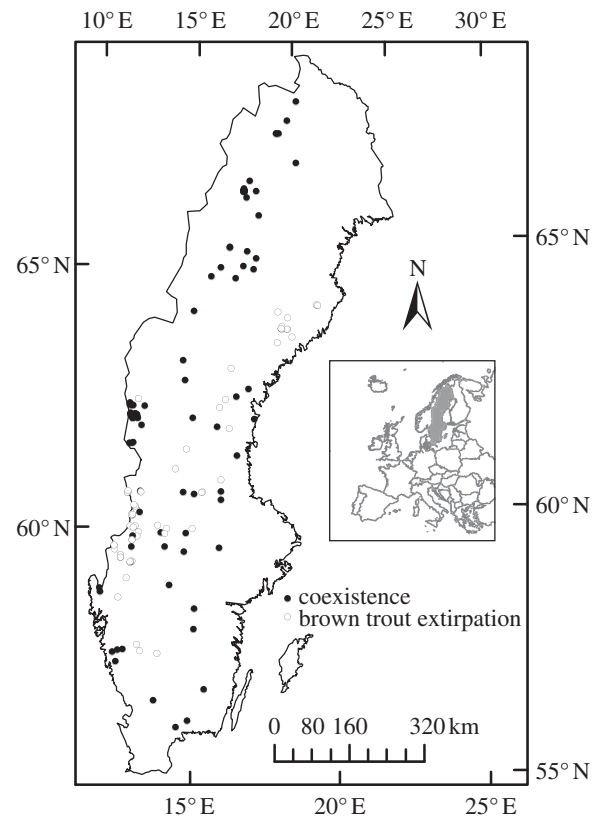 10° E 15° E 20° E 25° E 30° E
65° N
65° N
N
60° N
60° N
coexistence
brown trout extirpation
0 80 160 320 km
55° N
15° E 20° E 25° E